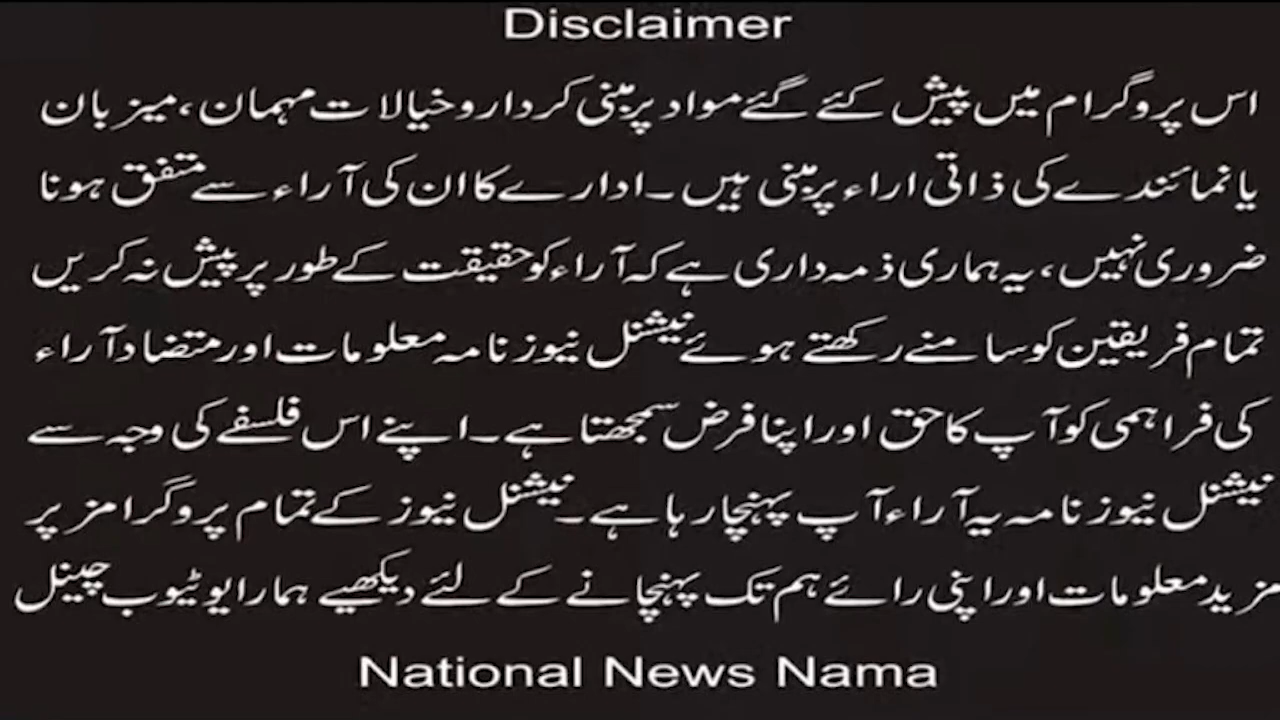 Disclaimer
اس پروگرام میں پیش کئے گئے مواد پر مبنی کردار و خیالات مہمان، میزبان
یا نمائندے کی ذاتی اراء پر مبنی ہیں۔ ادارے کا ان کی آراء سے متفق ہونا
ضروری نہیں، یہ ہماری ذمہ داری ہے کہ آراء کو حقیقت کے طور پر پیش نہ کریں
تمام فریقین کو سامنے رکھتے ہوئے نیشنل نیوز نامہ معلومات اور متضاد آراء
کی فراہمی کو آپ کا حق اور اپنا فرض سمجھتا ہے۔ اپنے اس فلسفے کی وجہ سے
نیشنل نیوز نامہ یہ آراء آپ پہنچا رہا ہے۔ نیشنل نیوز کے تمام پروگرامز پر
مزید معلومات اور اپنی رائے ہم تک پہنچانے کے لئے دیکھیے ہمارا یوٹیوب چینل
National News Nama